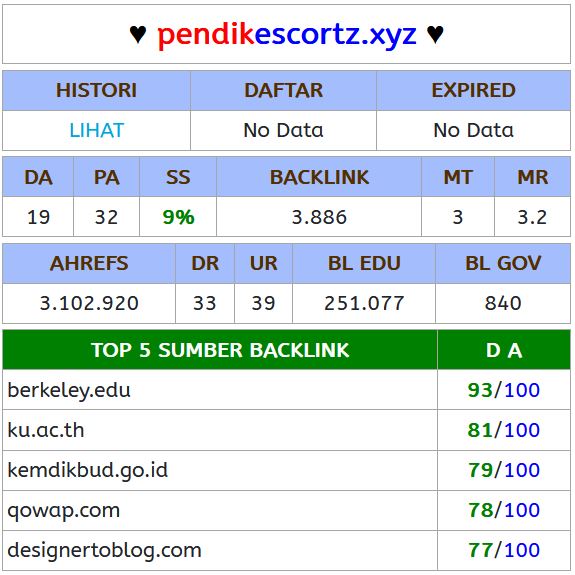 ♥ pendikescortz.xyz ♥
HISTORI DAFTAR EXPIRED
LIHAT No Data No Data
DA PA SS BACKLINK MT MR
19 32 9% 3.886 3 3.2
AHREFS DR UR BL EDU BL GOV
3.102.920 33 39 251.077 840
TOP 5 SUMBER BACKLINK D A
berkeley.edu 93/100
ku.ac.th 81/100
kemdikbud.go.id 79/100
qowap.com 78/100
designertoblog.com 77/100